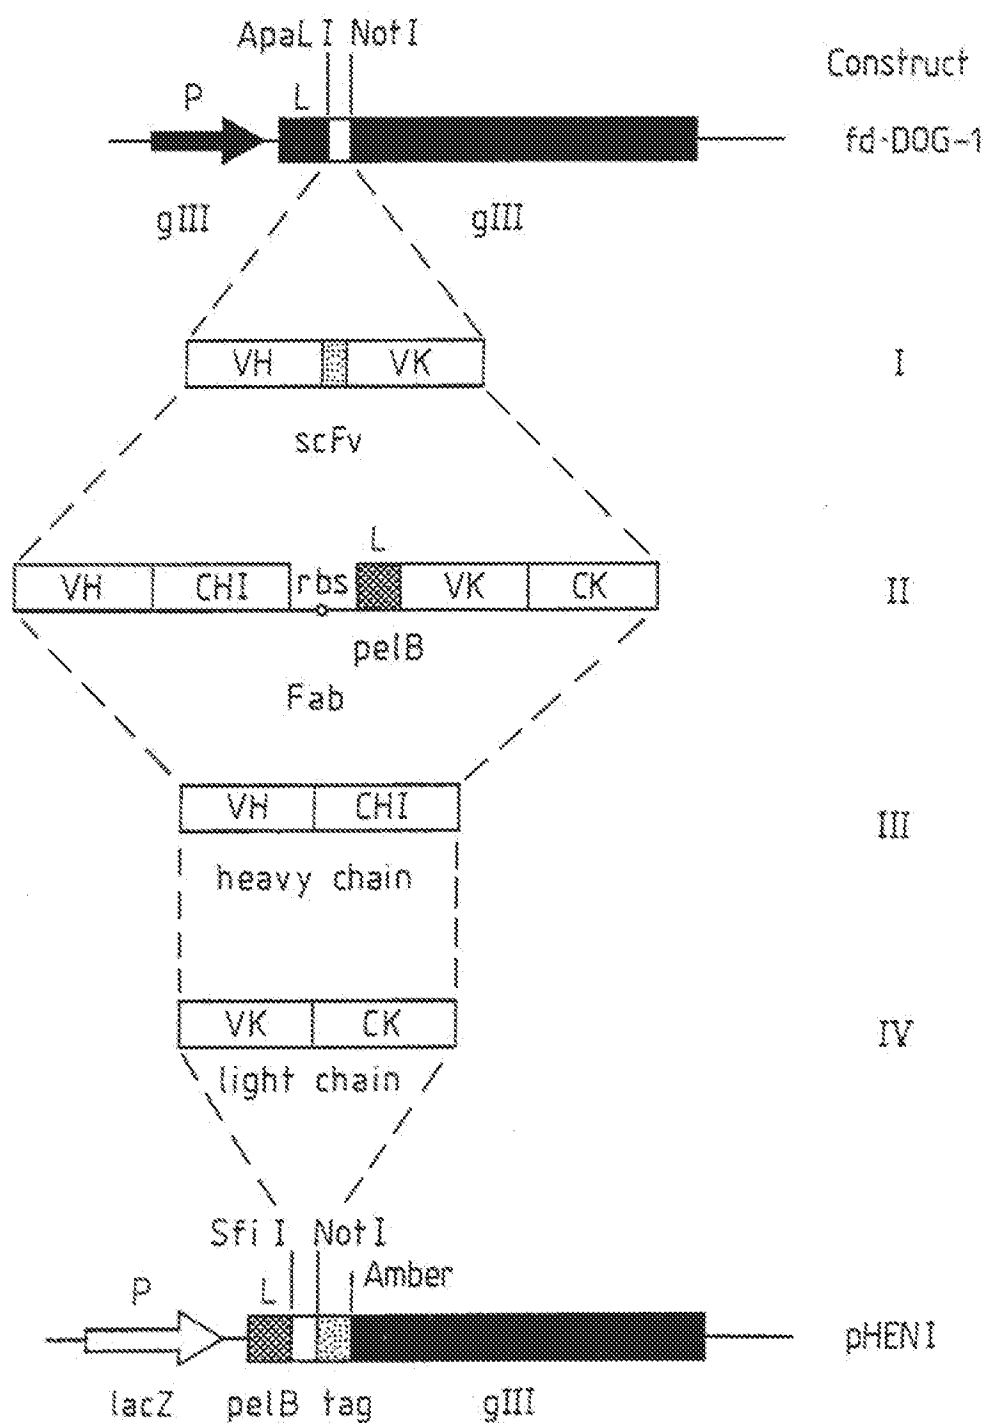 ApaL I Not I
Construct
P
L
fd-DOG-1
gIII
gIII
VH
VK
I
scFv
L
VH
CHI
rbs
VK
CK
II
pelB
Fab
VH
CHI
III
heavy chain
VK
CK
IV
light chain
Sfi I Not I
Amber
P
L
pHEN I
lacZ
pelB
tag
gIII